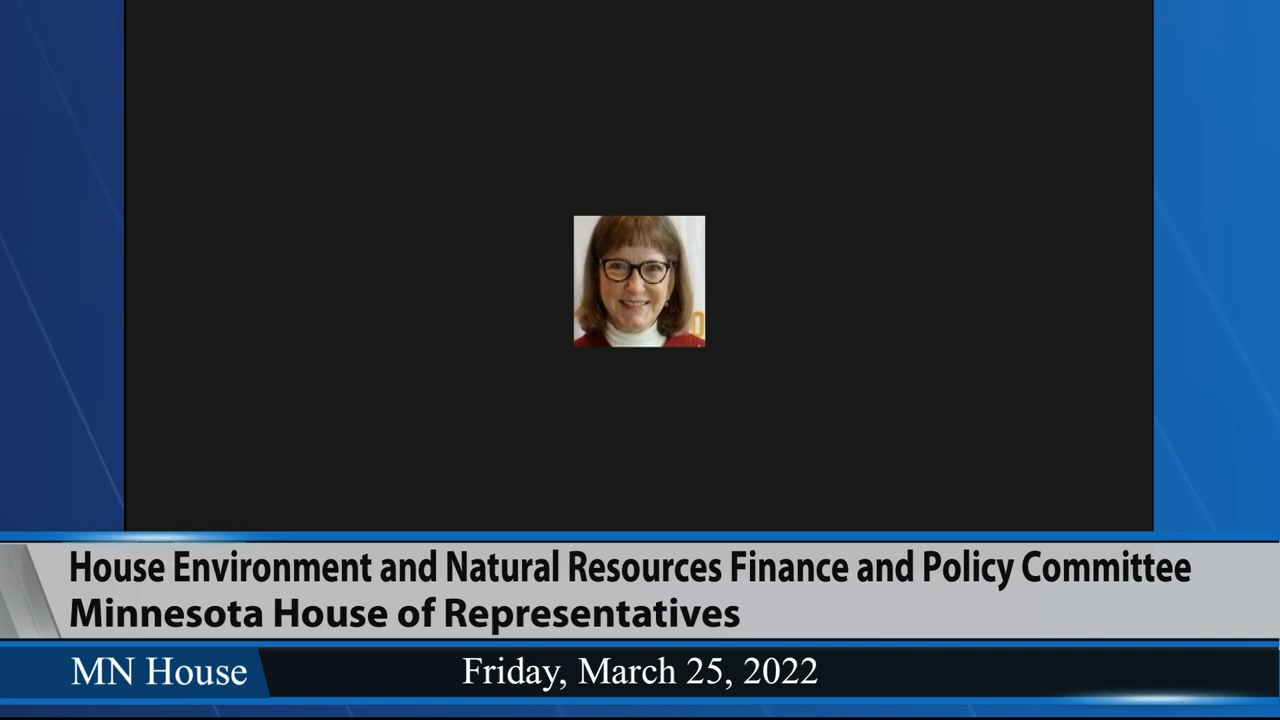 House Environment and Natural Resources Finance and Policy Committee
Minnesota House of Representatives
MN House
Friday, March 25, 2022